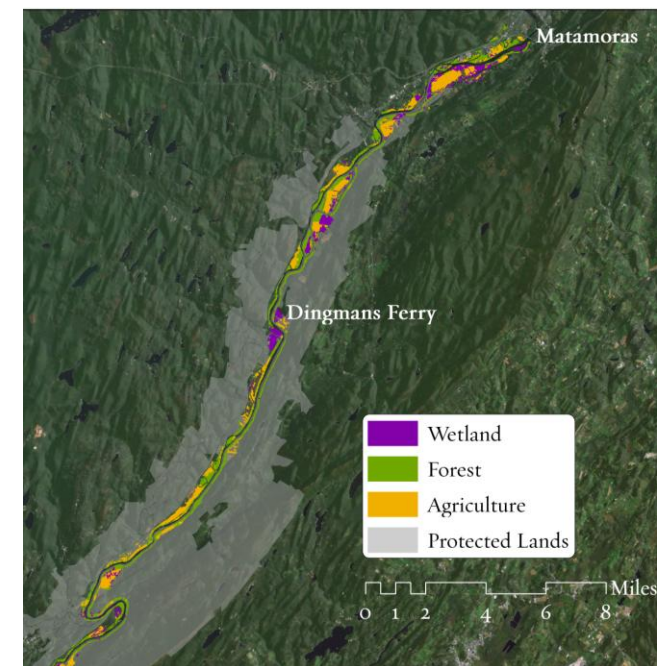 Matamoras
Dingmans Ferry
Wetland
Forest
Agriculture
Protected Lands
Miles
0 1 2 4 6 8